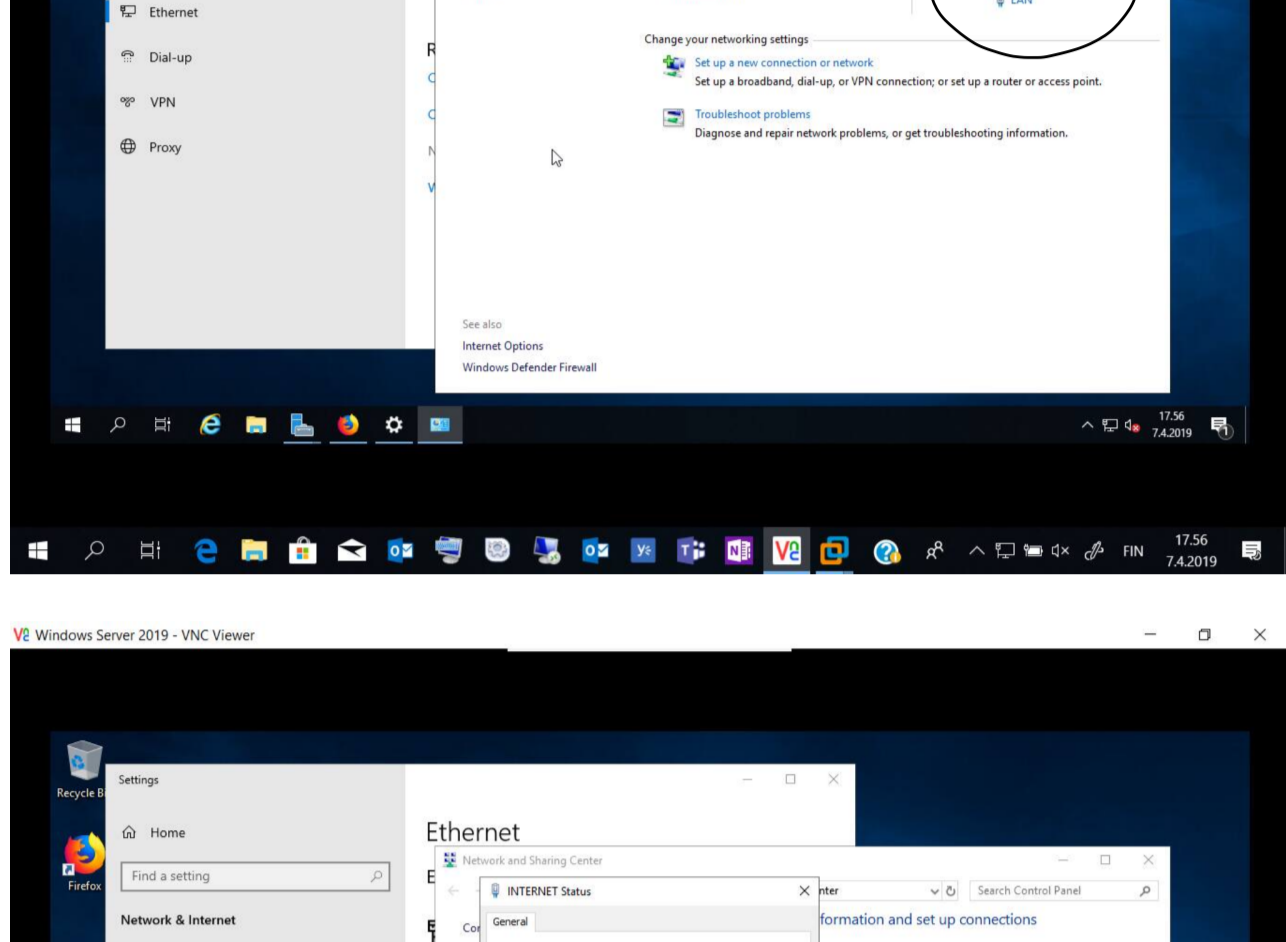 Ethernet
LAN
Dial-up
VPN
Proxy
Change your networking settings
Set up a new connection or network
Set up a broadband, dial-up, or VPN connection; or set up a router or access point.
Troubleshoot problems
Diagnose and repair network problems, or get troubleshooting information.
See also
Internet Options
Windows Defender Firewall
17.56
7.4.2019
FIN
17.56
7.4.2019
Windows Server 2019 - VNC Viewer
Recycle Bi
Settings
Home
Ethernet
Network and Sharing Center
Find a setting
Firefox
INTERNET Status
nter
Search Control Panel
Network & Internet
General
formation and set up connections